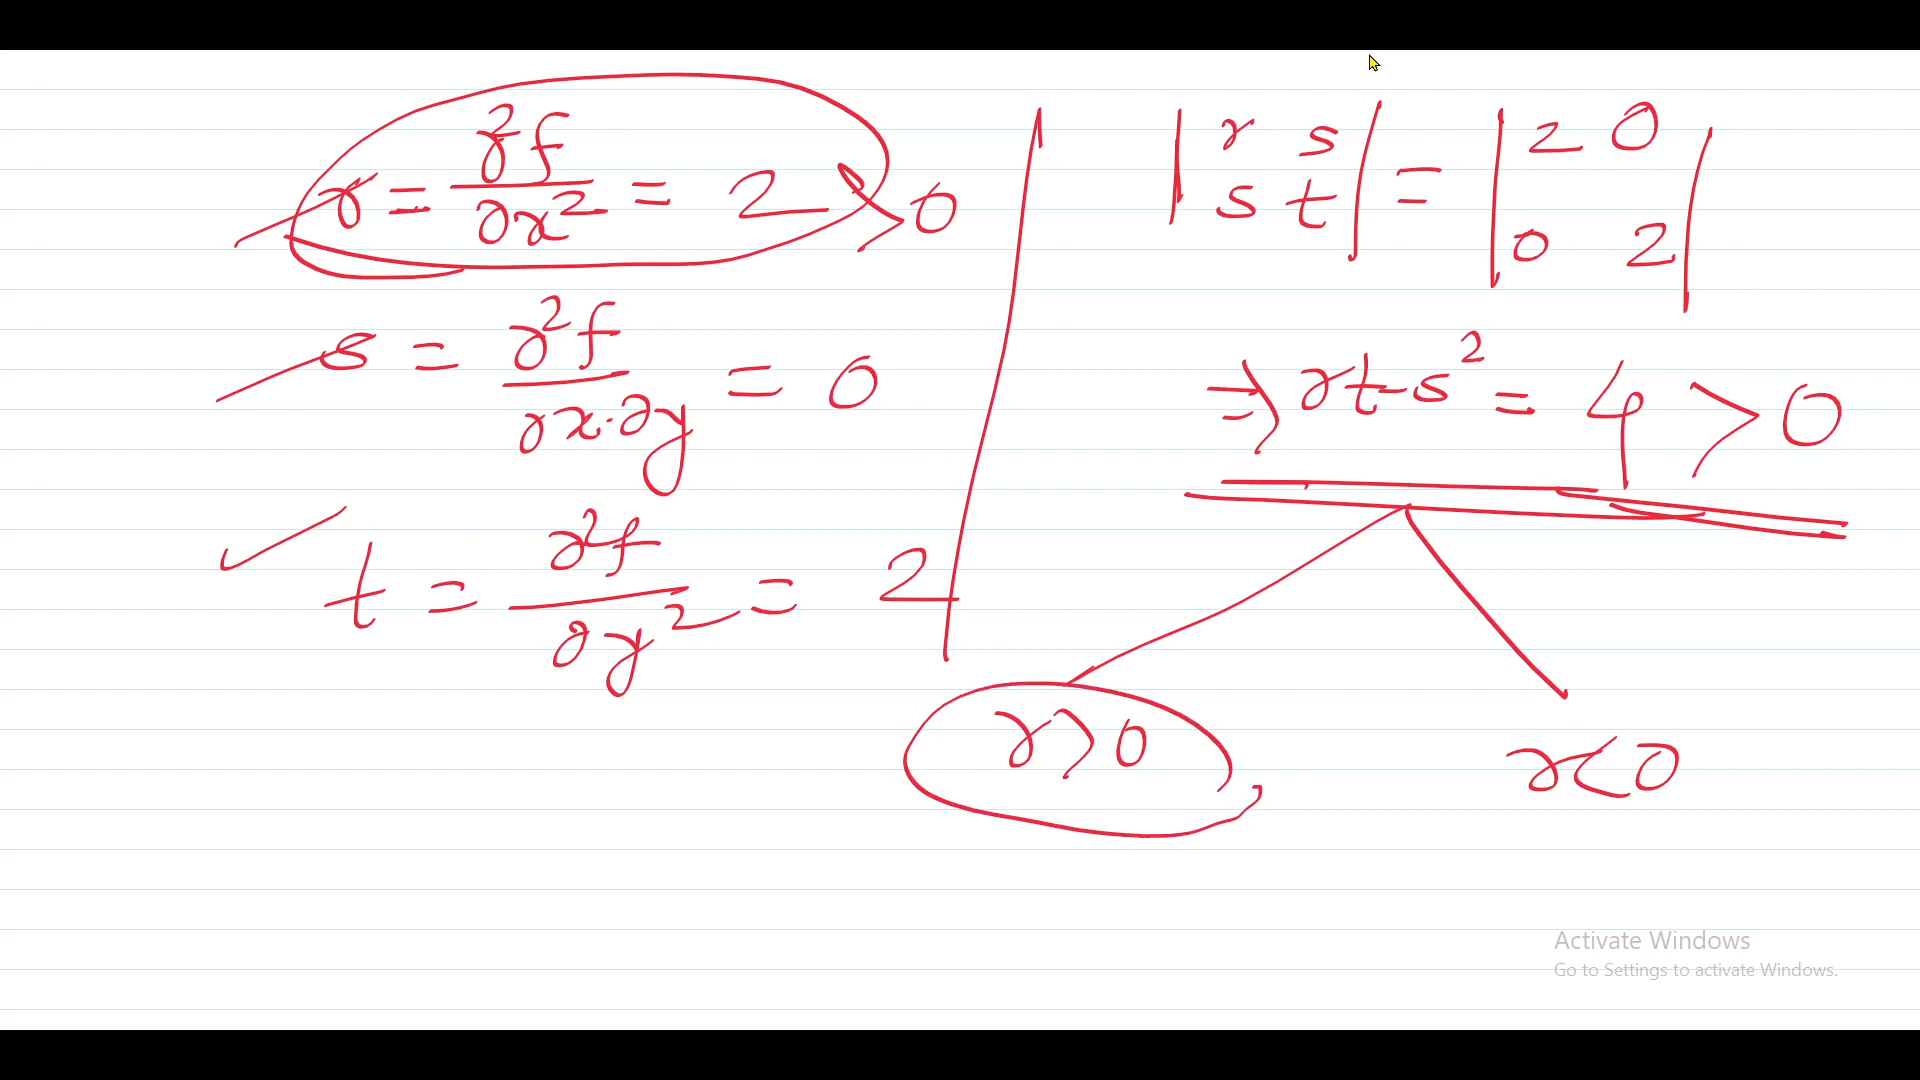 r = ∂²f/∂x² = 2 > 0
s = ∂²f/∂x·∂y = 0
t = ∂²f/∂y² = 2
|r s| = |2 0|
|s t| |0 2|
⇒ rt-s² = 4 > 0
r>0, r<0
Activate Windows
Go to Settings to activate Windows.